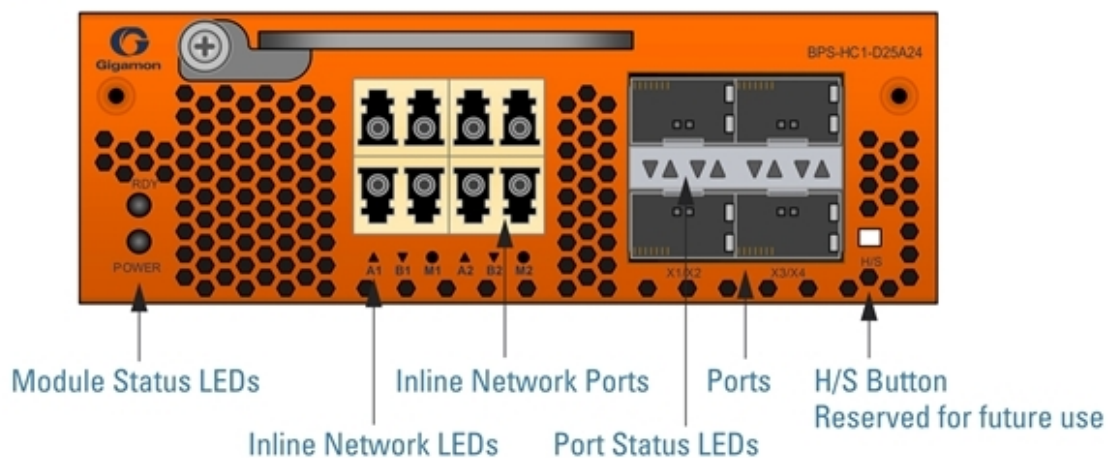 Gigamon
BPS-HC1-D25A24
RDY
POWER
▲ ▼ ● ▲ ▼ ●
A1 B1 M1 A2 B2 M2
▼▲ ▼▲ ▼▲ ▼▲
X1/X2 X3/X4
H/S
Module Status LEDs
Inline Network Ports
Ports
H/S Button
Reserved for future use
Inline Network LEDs
Port Status LEDs